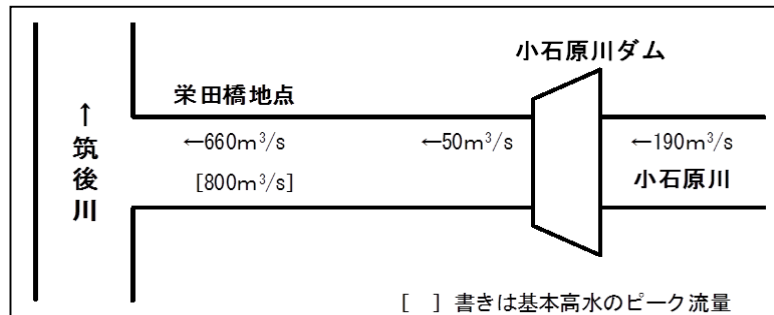 小石原川ダム
栄田橋地点
←660m³/s
←50m³/s
←190m³/s
[800m³/s]
小石原川
↑筑後川
[ ] 書きは基本高水のピーク流量